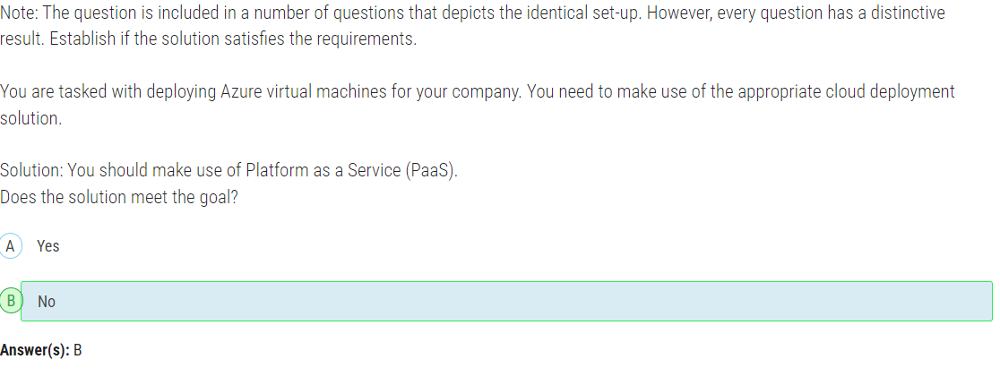 Note: The question is included in a number of questions that depicts the identical set-up. However, every question has a distinctive
result. Establish if the solution satisfies the requirements.
You are tasked with deploying Azure virtual machines for your company. You need to make use of the appropriate cloud deployment
solution.
Solution: You should make use of Platform as a Service (PaaS).
Does the solution meet the goal?
A Yes
B No
Answer(s): B